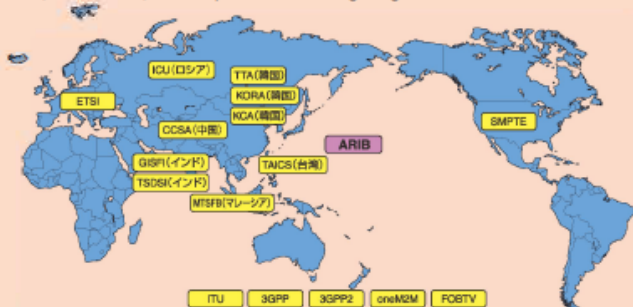 ICU(ロシア)
TTA(韓国)
ETSI
KORA(韓国)
KCA(韓国)
SMPTE
CCSA(中国)
ARIB
GISFI(インド)
TAICS(台湾)
TSDSI(インド)
MTSFB(マレーシア)
ITU
3GPP
3GPP2
oneM2M
FOBTV